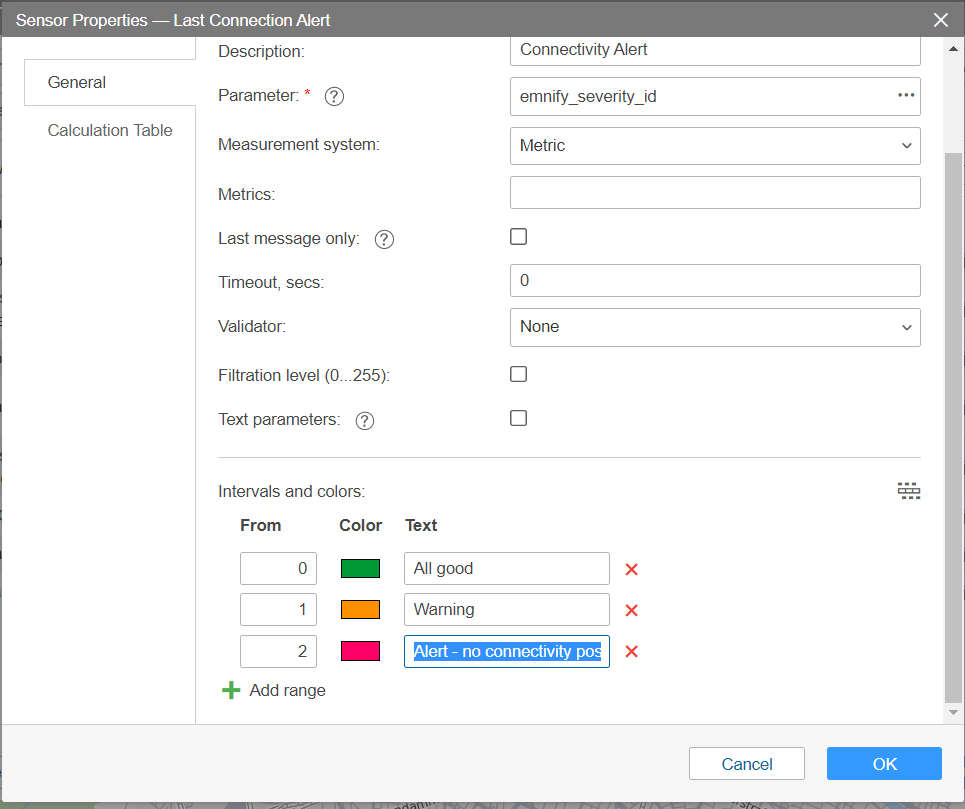 Sensor Properties — Last Connection Alert
General
Calculation Table
Description: Connectivity Alert
Parameter: * ? emnify_severity_id ...
Measurement system: Metric
Metrics:
Last message only: ?
Timeout, secs: 0
Validator: None
Filtration level (0...255):
Text parameters: ?
Intervals and colors:
From Color Text
0 All good
1 Warning
2 Alert - no connectivity pos
Add range
Cancel OK